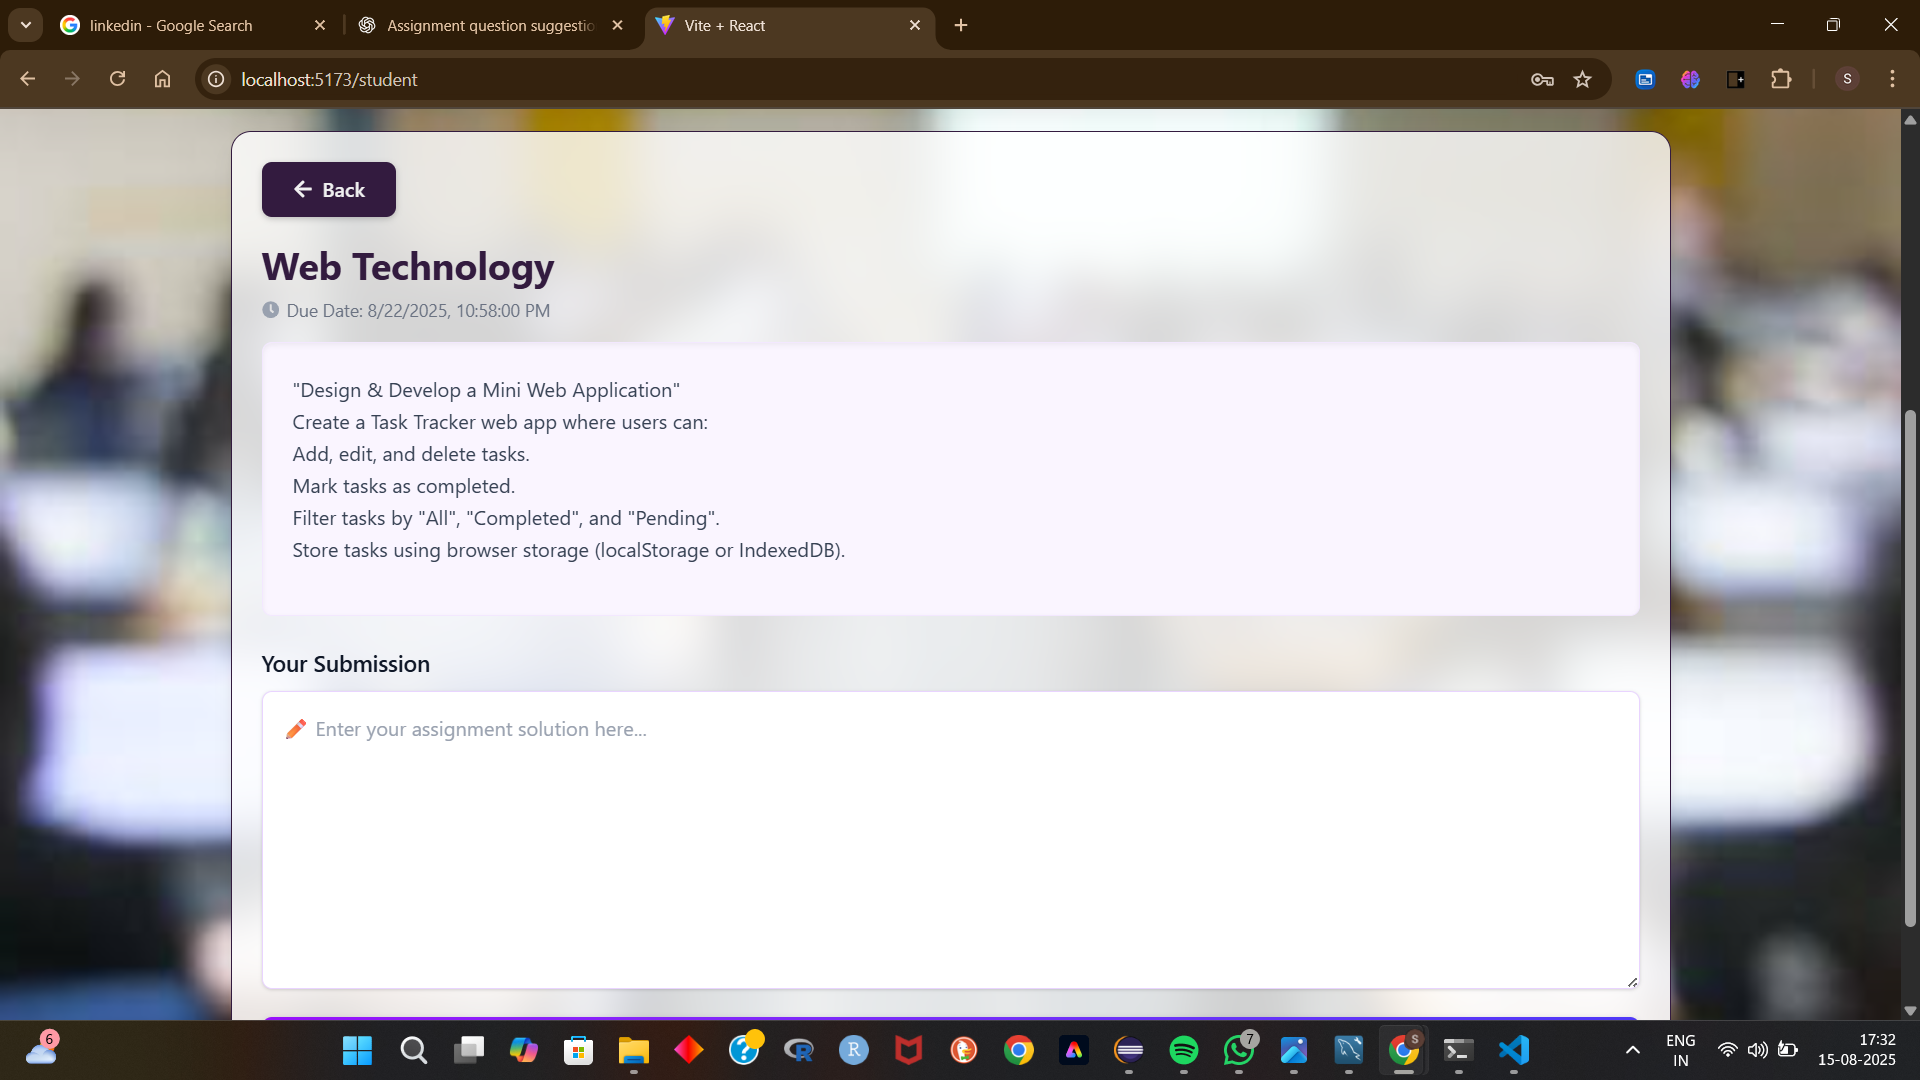 linkedin - Google Search
Assignment question suggestio
Vite + React
localhost:5173/student
S
Back
Web Technology
Due Date: 8/22/2025, 10:58:00 PM
"Design & Develop a Mini Web Application"
Create a Task Tracker web app where users can:
Add, edit, and delete tasks.
Mark tasks as completed.
Filter tasks by "All", "Completed", and "Pending".
Store tasks using browser storage (localStorage or IndexedDB).
Your Submission
Enter your assignment solution here...
6
R
R
7
S
ENG
IN
17:32
15-08-2025